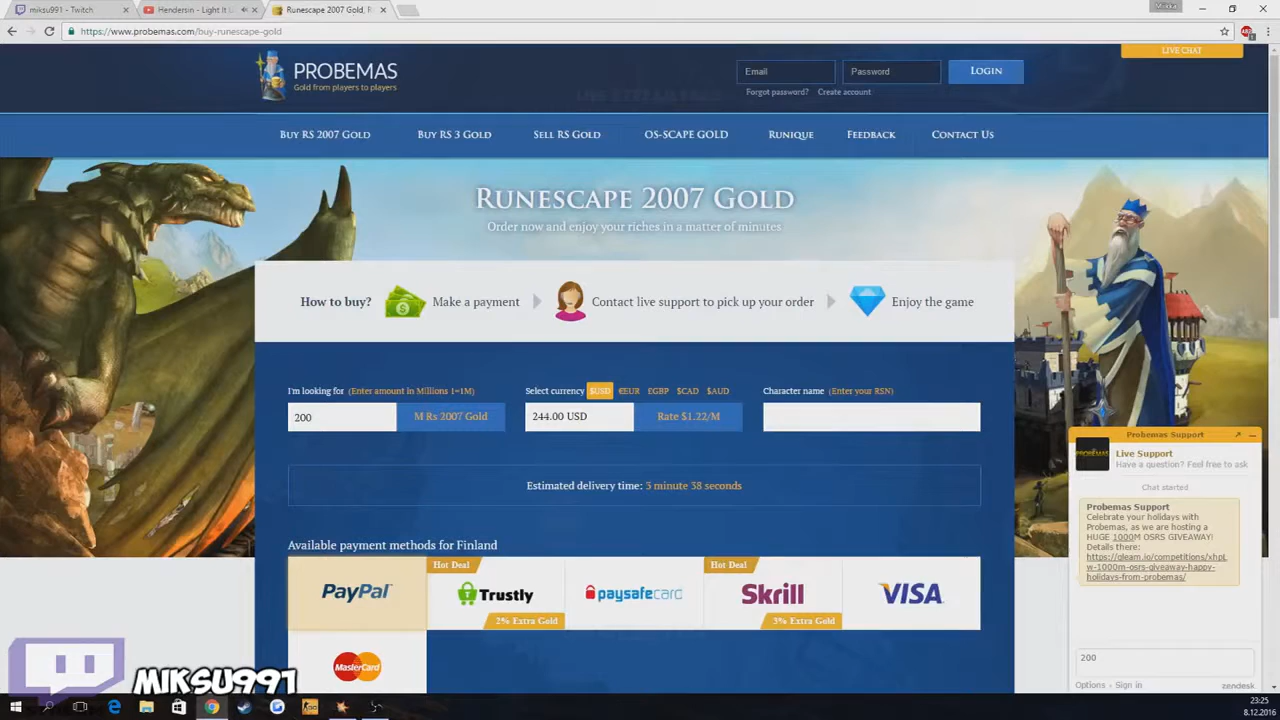 miksu991 - Twitch
Hendersin - Light It U
Runescape 2007 Gold, R
Miikka
https://www.probemas.com/buy-runescape-gold
LIVE CHAT
PROBEMAS
Gold from players to players
Email
Password
LOGIN
Forgot password?
Create account
BUY RS 2007 GOLD
BUY RS 3 GOLD
SELL RS GOLD
OS-SCAPE GOLD
RUNIQUE
FEEDBACK
CONTACT US
RUNESCAPE 2007 GOLD
Order now and enjoy your riches in a matter of minutes
How to buy?
Make a payment
Contact live support to pick up your order
Enjoy the game
I'm looking for (Enter amount in Millions 1=1M)
Select currency $USD €EUR £GBP $CAD $AUD
Character name (Enter your RSN)
200
M Rs 2007 Gold
244.00 USD
Rate $1.22/M
Estimated delivery time: 3 minute 38 seconds
Available payment methods for Finland
PayPal
Hot Deal
Trustly
2% Extra Gold
paysafecard
Hot Deal
Skrill
3% Extra Gold
VISA
MasterCard
Probemas Support
PROBEMAS
Live Support
Have a question? Feel free to ask
Chat started
Probemas Support
Celebrate your holidays with
Probemas, as we are hosting a
HUGE 1000M OSRS GIVEAWAY!
Details there:
https://gleam.io/competitions/xhpL
w-1000m-osrs-giveaway-happy-
holidays-from-probemas/
200
Options · Sign in
zendesk
MIKSU991
23:25
8.12.2016